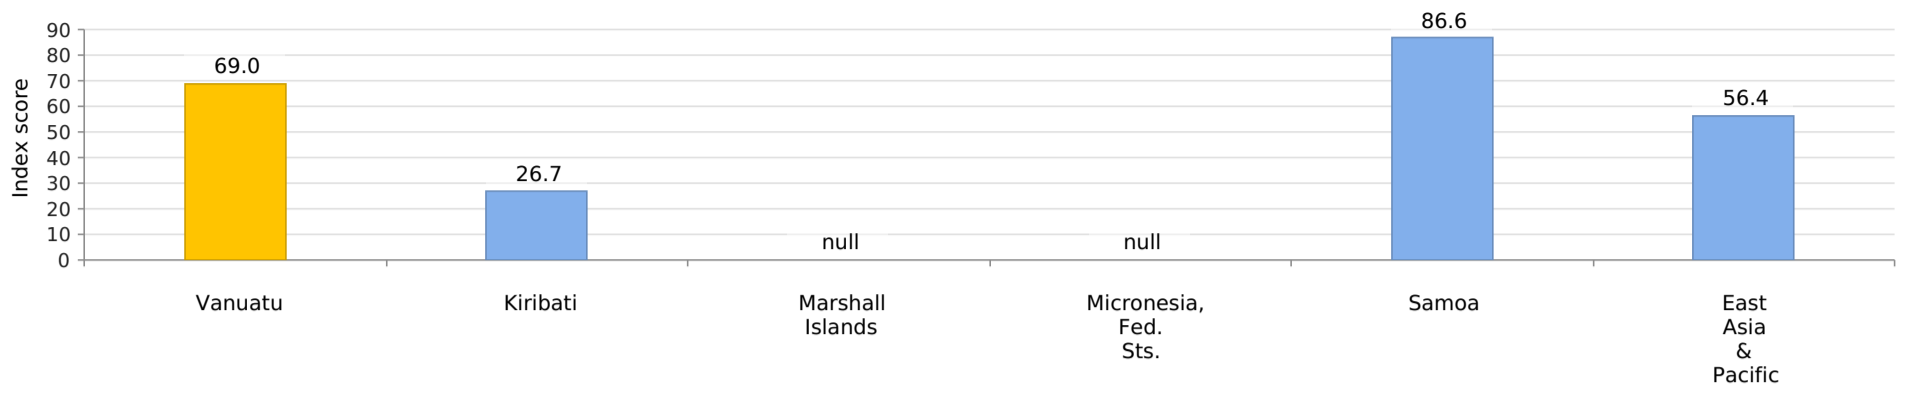 Index score
90
80
70
60
50
40
30
20
10
0
69.0
26.7
null
null
86.6
56.4
Vanuatu
Kiribati
Marshall
Islands
Micronesia,
Fed.
Sts.
Samoa
East
Asia
&
Pacific